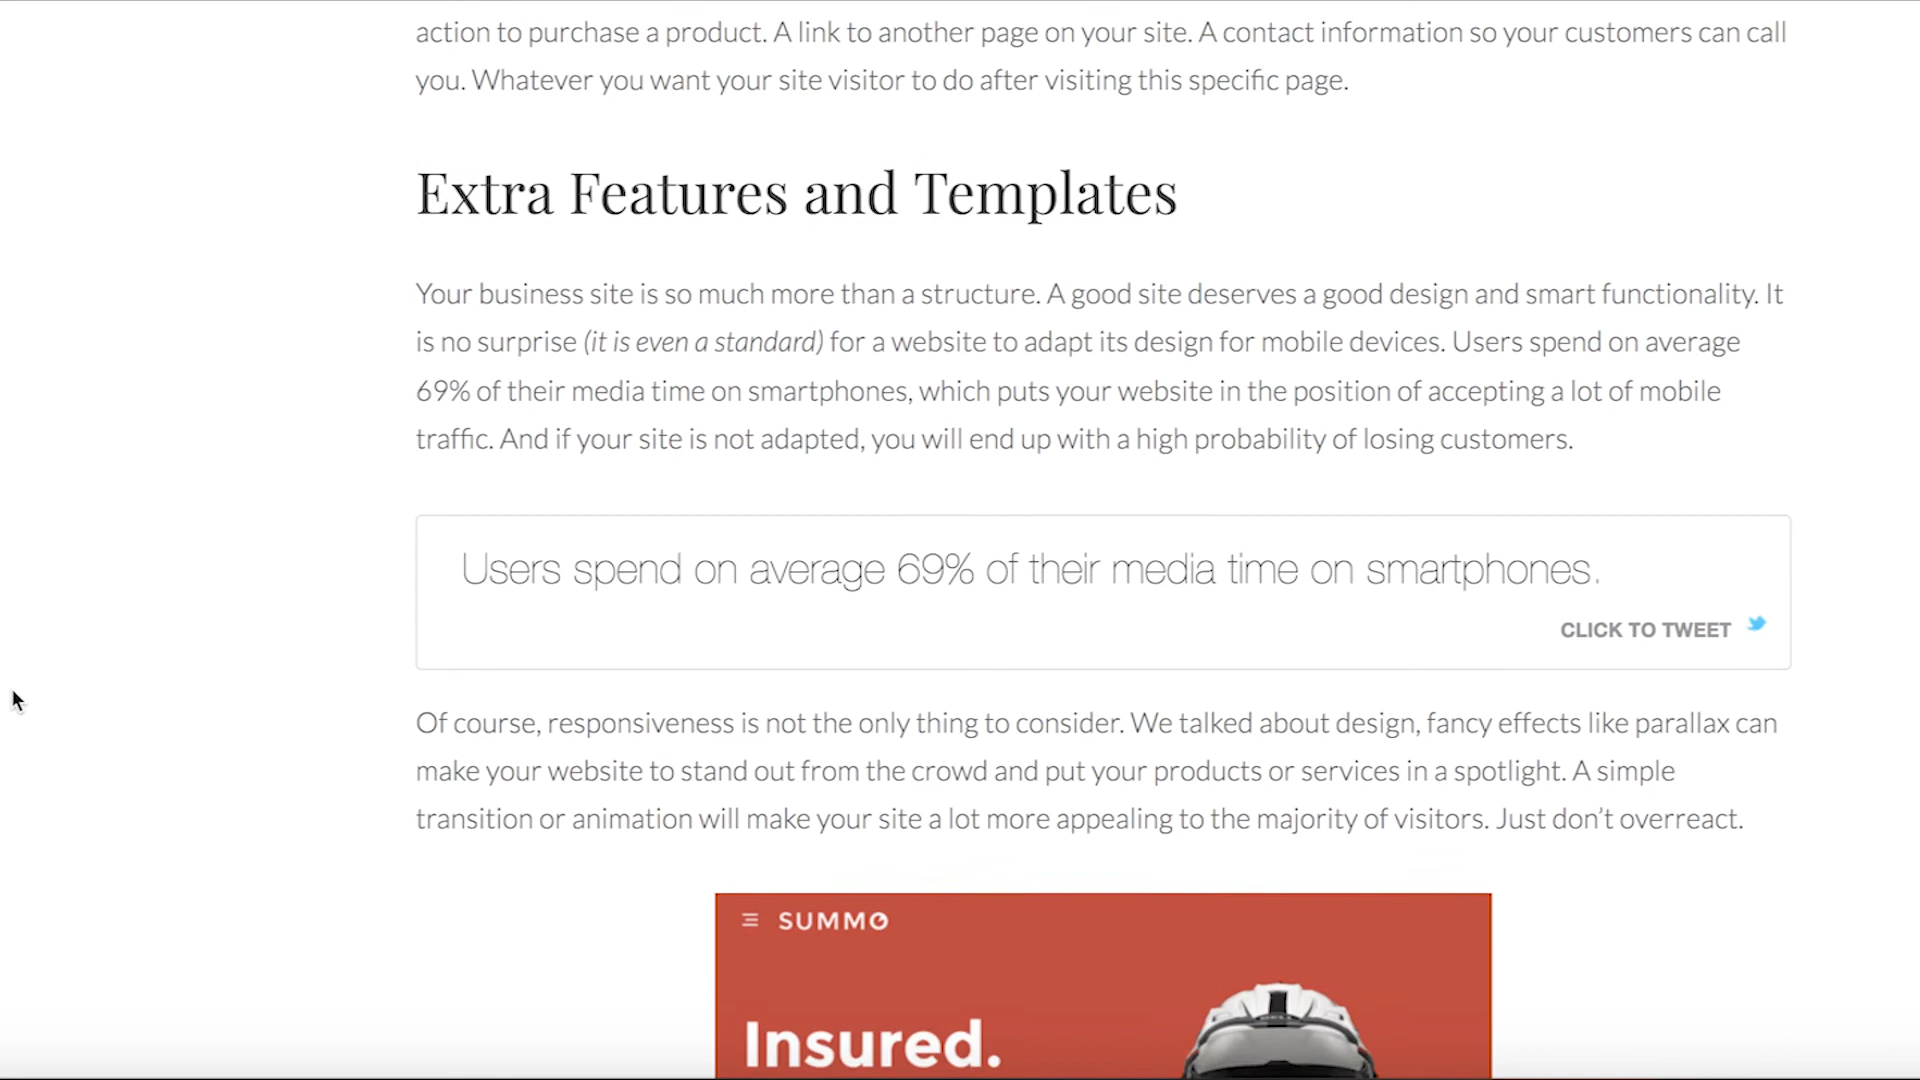 action to purchase a product. A link to another page on your site. A contact information so your customers can call
you. Whatever you want your site visitor to do after visiting this specific page.
Extra Features and Templates
Your business site is so much more than a structure. A good site deserves a good design and smart functionality. It
is no surprise (it is even a standard) for a website to adapt its design for mobile devices. Users spend on average
69% of their media time on smartphones, which puts your website in the position of accepting a lot of mobile
traffic. And if your site is not adapted, you will end up with a high probability of losing customers.
Users spend on average 69% of their media time on smartphones.
CLICK TO TWEET
Of course, responsiveness is not the only thing to consider. We talked about design, fancy effects like parallax can
make your website to stand out from the crowd and put your products or services in a spotlight. A simple
transition or animation will make your site a lot more appealing to the majority of visitors. Just don’t overreact.
SUMMO
Insured.